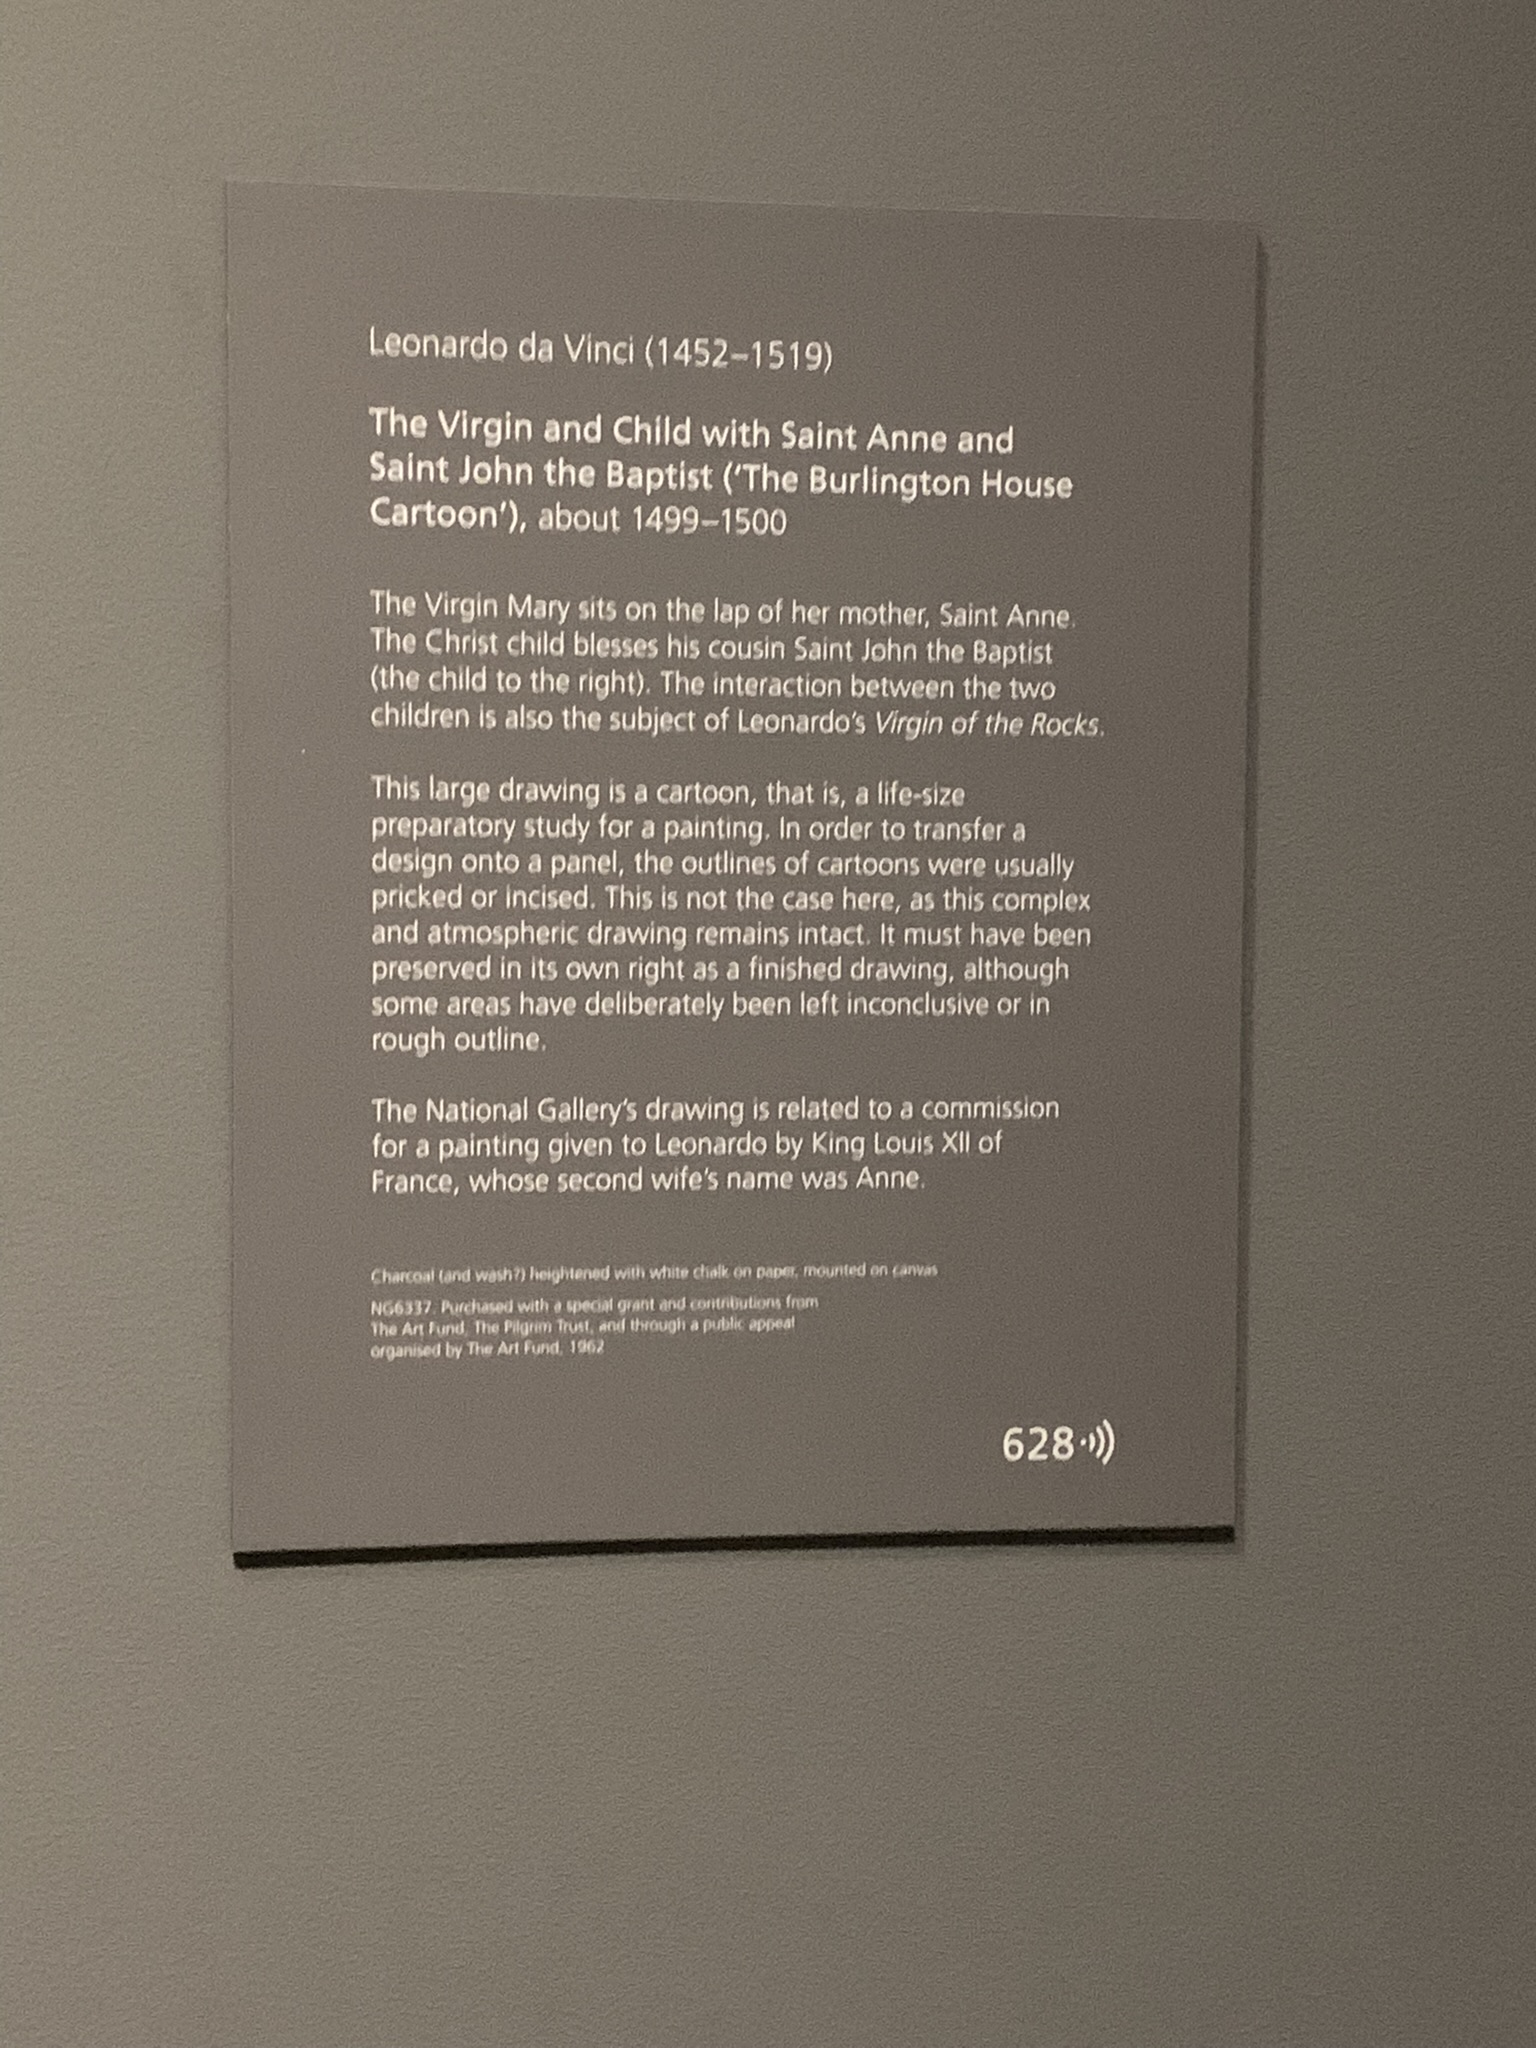 Leonardo da Vinci (1452–1519)
The Virgin and Child with Saint Anne and
Saint John the Baptist (‘The Burlington House
Cartoon’), about 1499–1500
The Virgin Mary sits on the lap of her mother, Saint Anne.
The Christ child blesses his cousin Saint John the Baptist
(the child to the right). The interaction between the two
children is also the subject of Leonardo’s Virgin of the Rocks.
This large drawing is a cartoon, that is, a life-size
preparatory study for a painting. In order to transfer a
design onto a panel, the outlines of cartoons were usually
pricked or incised. This is not the case here, as this complex
and atmospheric drawing remains intact. It must have been
preserved in its own right as a finished drawing, although
some areas have deliberately been left inconclusive or in
rough outline.
The National Gallery’s drawing is related to a commission
for a painting given to Leonardo by King Louis XII of
France, whose second wife’s name was Anne.
Charcoal (and wash?) heightened with white chalk on paper, mounted on canvas
NG6337. Purchased with a special grant and contributions from
The Art Fund, The Pilgrim Trust, and through a public appeal
organised by The Art Fund, 1962
628